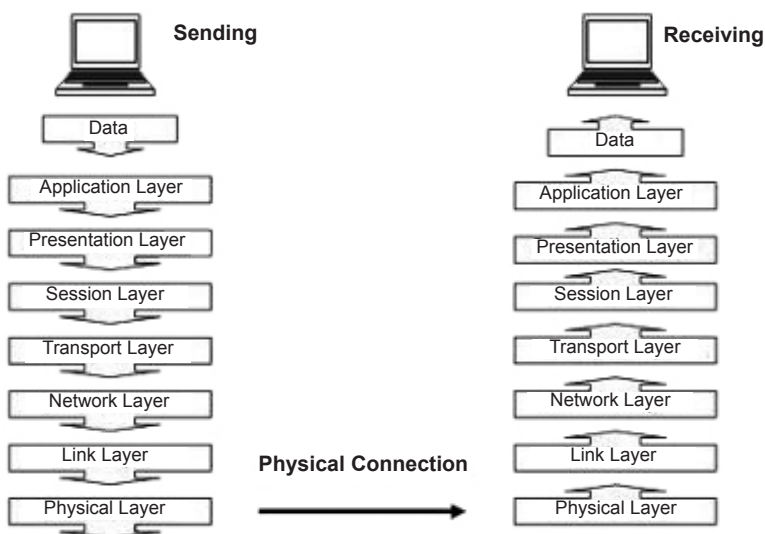 Sending
Receiving
Data
Application Layer
Presentation Layer
Session Layer
Transport Layer
Network Layer
Link Layer
Physical Layer
Physical Connection
Data
Application Layer
Presentation Layer
Session Layer
Transport Layer
Network Layer
Link Layer
Physical Layer